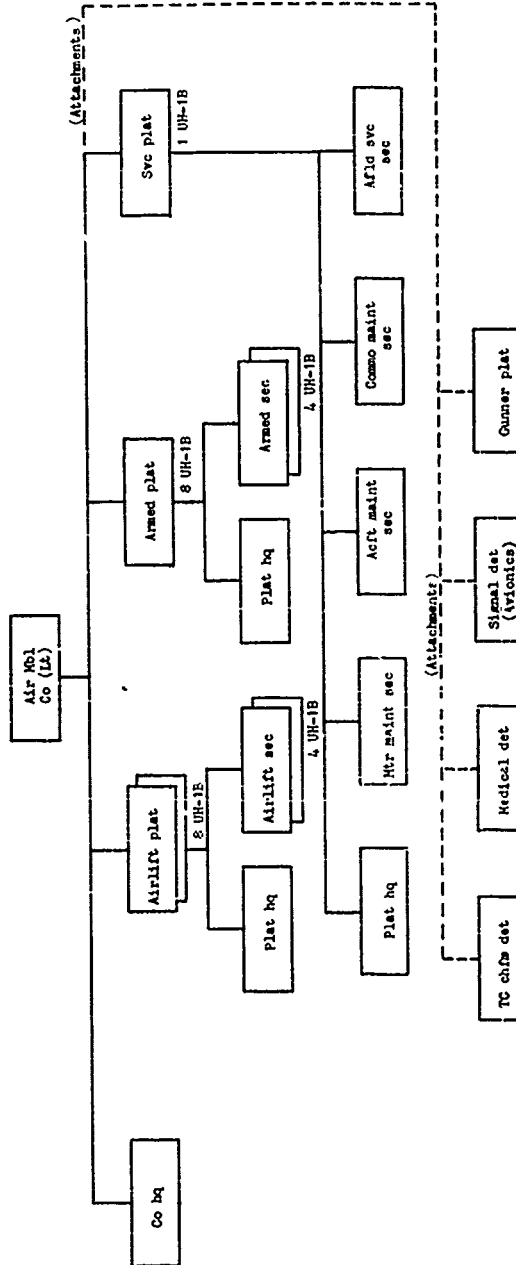 Air Mbl
Co (Lt)
(Attachments)
Co hq
Airlift plat
8 UH-1B
Armed plat
8 UH-1B
Svc plat
1 UH-1B
Plat hq
Airlift sec
4 UH-1B
Plat hq
Armed sec
4 UH-1B
Plat hq
Mtr maint sec
Acft maint
sec
Commo maint
sec
Afld svc
sec
(Attachments)
TC chfm det
Medical det
Signal det
(Avionics)
Gunner plat